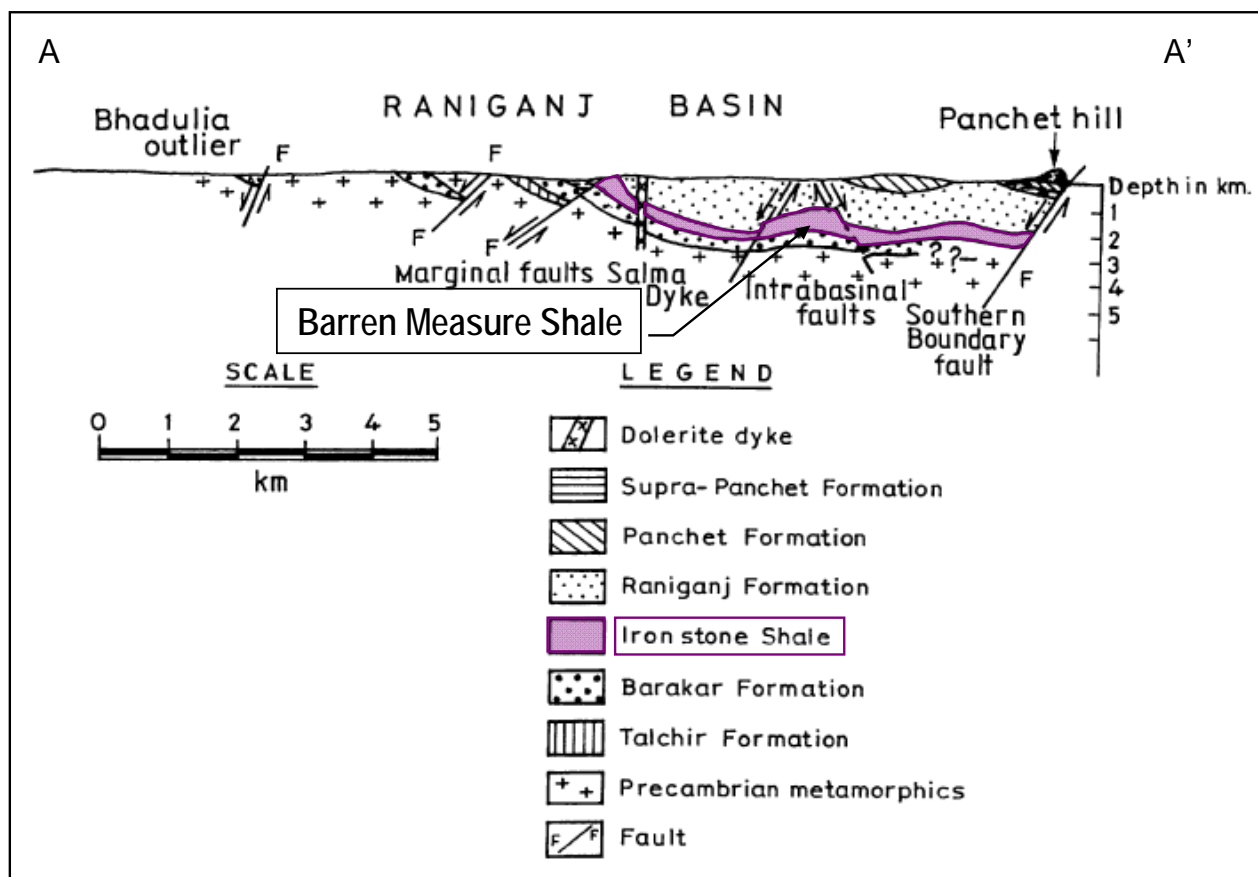 A
A'
RANIGANJ BASIN
Bhadulia
outlier
F
F
Panchet hill
Depth in km.
1
2
3
4
5
F
F
F
??-
Marginal faults
Salma
Dyke
Intrabasinal
faults
Southern
Boundary
fault
Barren Measure Shale
SCALE
0 1 2 3 4 5
km
LEGEND
Dolerite dyke
Supra-Panchet Formation
Panchet Formation
Raniganj Formation
Iron stone Shale
Barakar Formation
Talchir Formation
Precambrian metamorphics
F F Fault